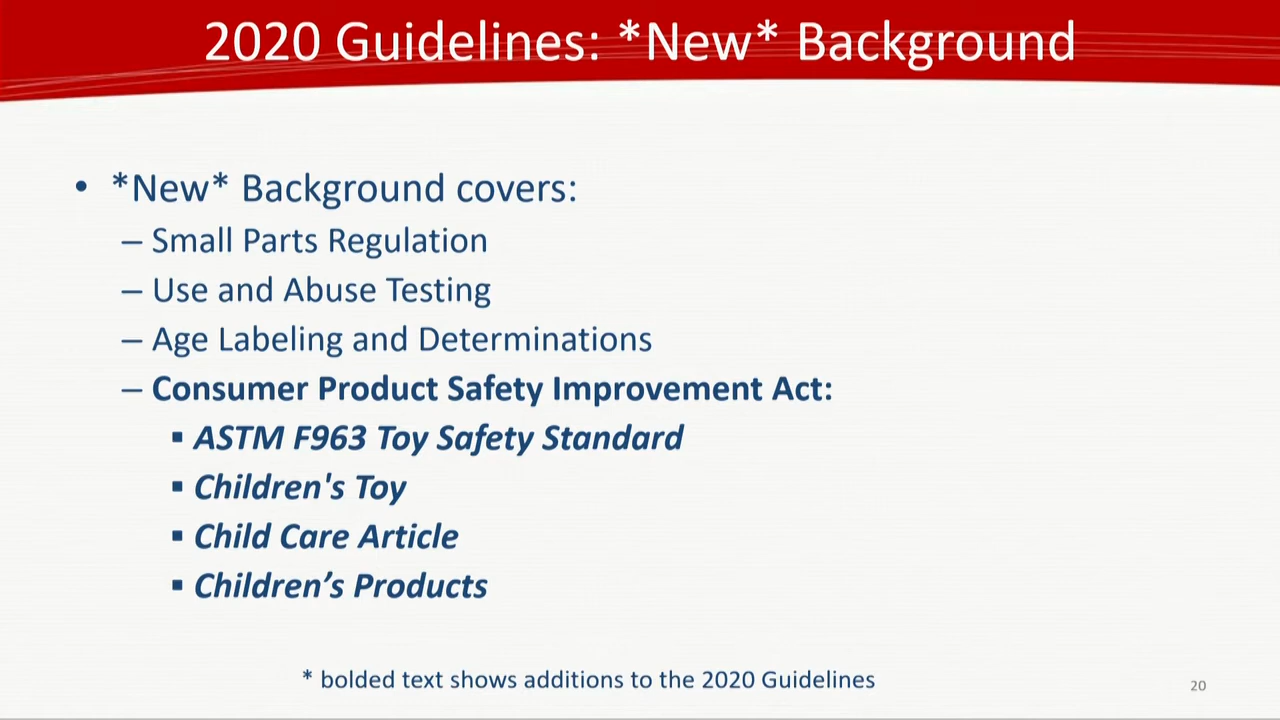 2020 Guidelines: *New* Background
• *New* Background covers:
– Small Parts Regulation
– Use and Abuse Testing
– Age Labeling and Determinations
– Consumer Product Safety Improvement Act:
▪ ASTM F963 Toy Safety Standard
▪ Children's Toy
▪ Child Care Article
▪ Children’s Products
* bolded text shows additions to the 2020 Guidelines
20